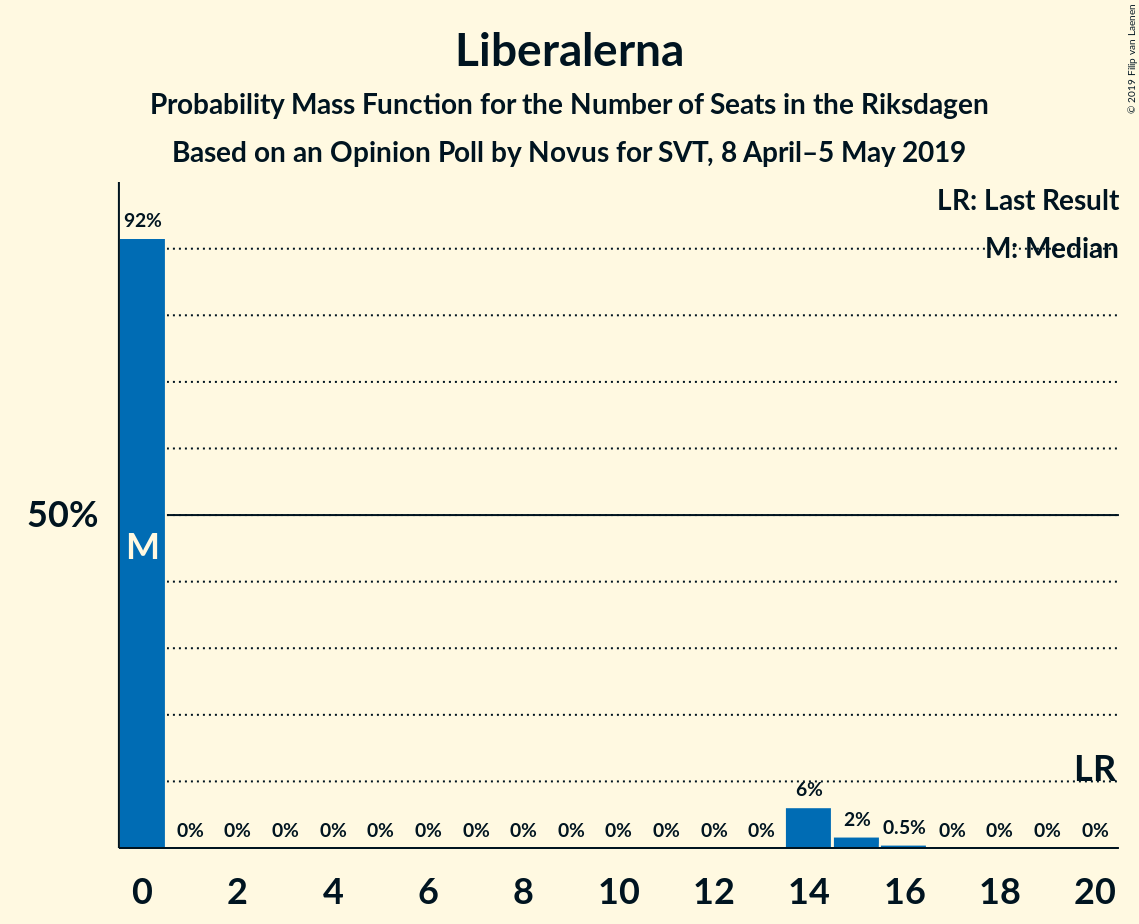 Liberalerna
Probability Mass Function for the Number of Seats in the Riksdagen
Based on an Opinion Poll by Novus for SVT, 8 April–5 May 2019
© 2019 Filip van Laenen
LR: Last Result
M: Median
92%
50%
M
LR
0% 0% 0% 0% 0% 0% 0% 0% 0% 0% 0% 0% 0% 6% 2% 0.5% 0% 0% 0% 0%
0 2 4 6 8 10 12 14 16 18 20